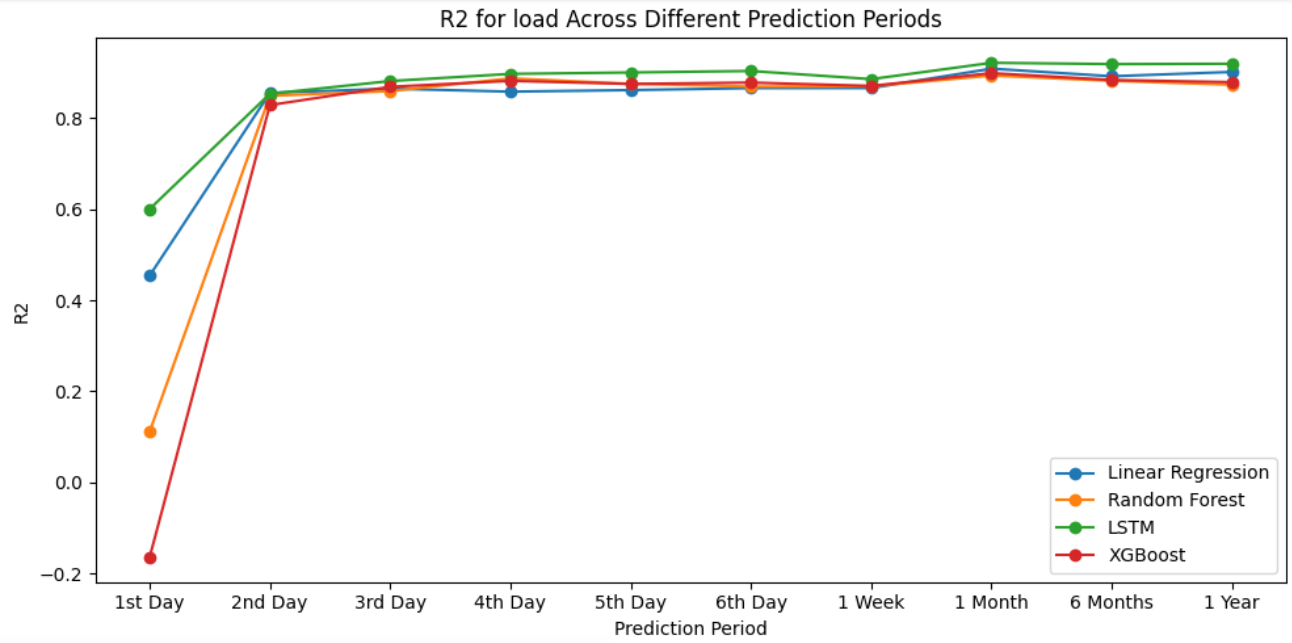 R2 for load Across Different Prediction Periods
R2
0.8
0.6
0.4
0.2
0.0
−0.2
1st Day
2nd Day
3rd Day
4th Day
5th Day
6th Day
1 Week
1 Month
6 Months
1 Year
Prediction Period
Linear Regression
Random Forest
LSTM
XGBoost